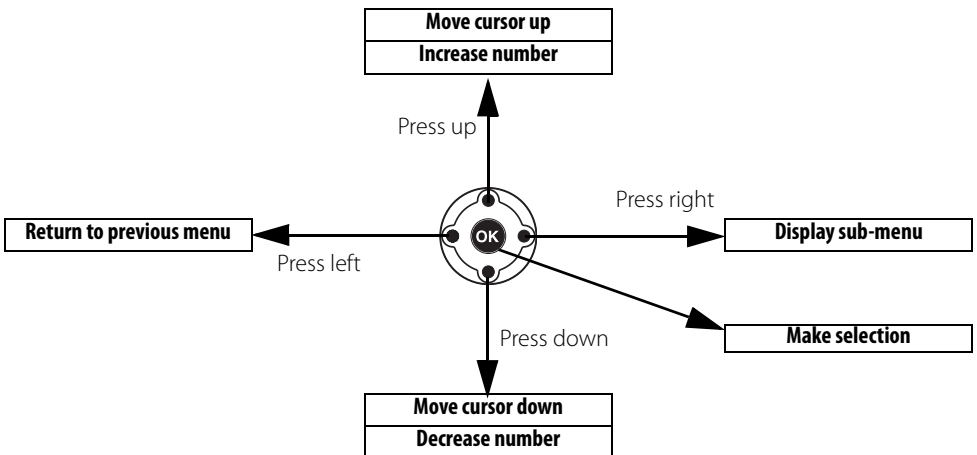 Move cursor up
Increase number
Press up
Press right
Return to previous menu
OK
Display sub-menu
Press left
Press down
Make selection
Move cursor down
Decrease number